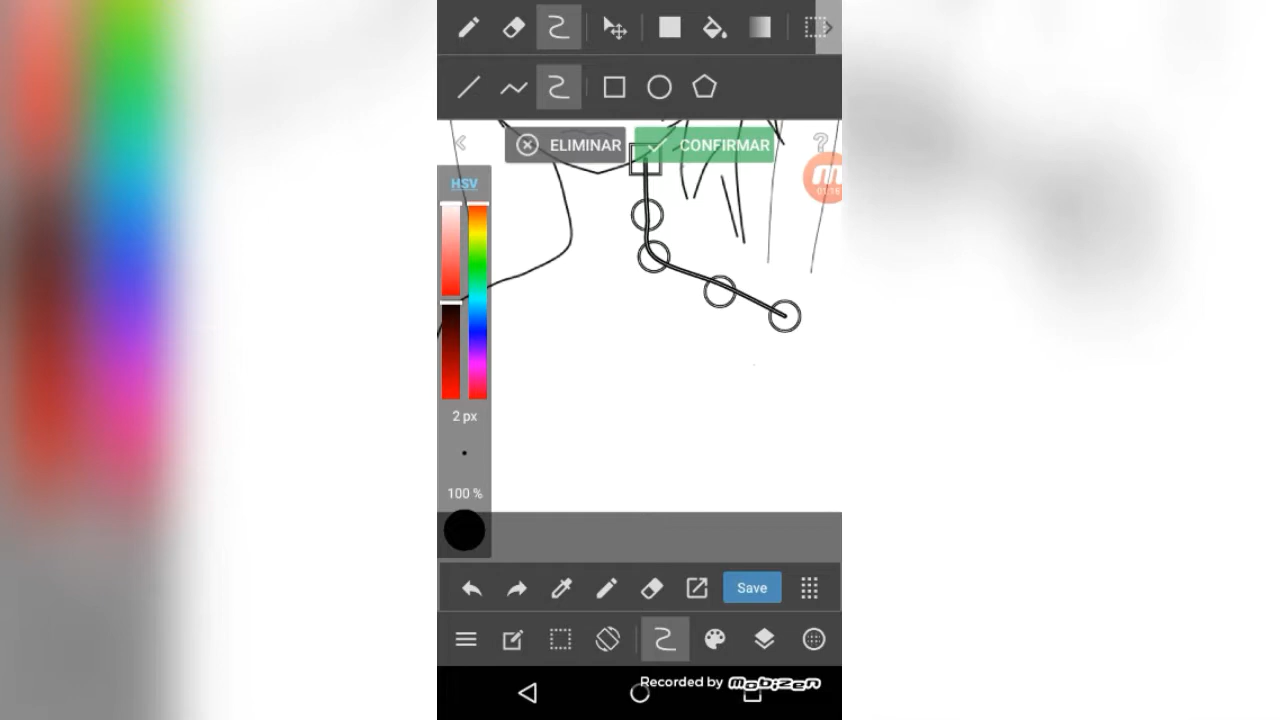 ELIMINAR
CONFIRMAR
?
HSV
2 px
100 %
Save
Recorded by mobizen